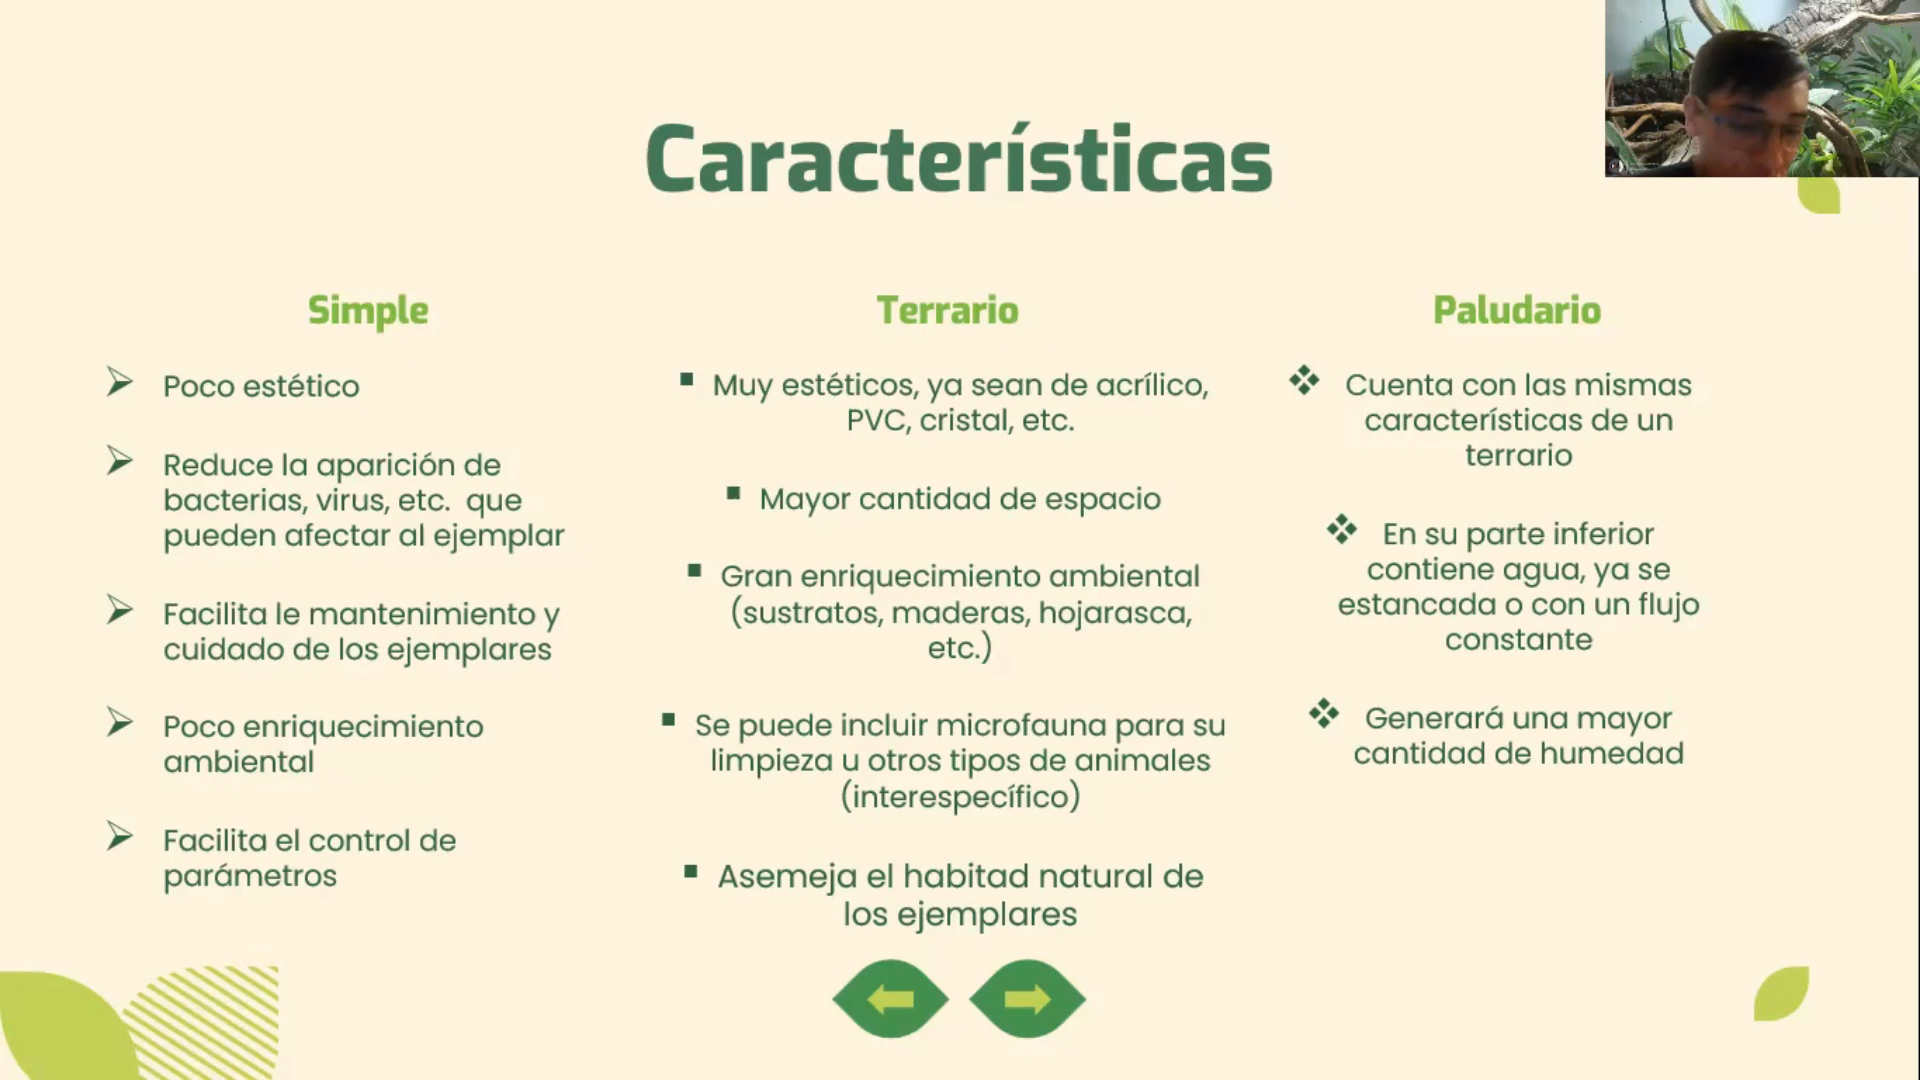 Características
Simple
Poco estético
Reduce la aparición de
bacterias, virus, etc.  que
pueden afectar al ejemplar
Facilita le mantenimiento y
cuidado de los ejemplares
Poco enriquecimiento
ambiental
Facilita el control de
parámetros
Terrario
Muy estéticos, ya sean de acrílico,
PVC, cristal, etc.
Mayor cantidad de espacio
Gran enriquecimiento ambiental
(sustratos, maderas, hojarasca,
etc.)
Se puede incluir microfauna para su
limpieza u otros tipos de animales
(interespecífico)
Asemeja el habitad natural de
los ejemplares
Paludario
Cuenta con las mismas
características de un
terrario
En su parte inferior
contiene agua, ya se
estancada o con un flujo
constante
Generará una mayor
cantidad de humedad